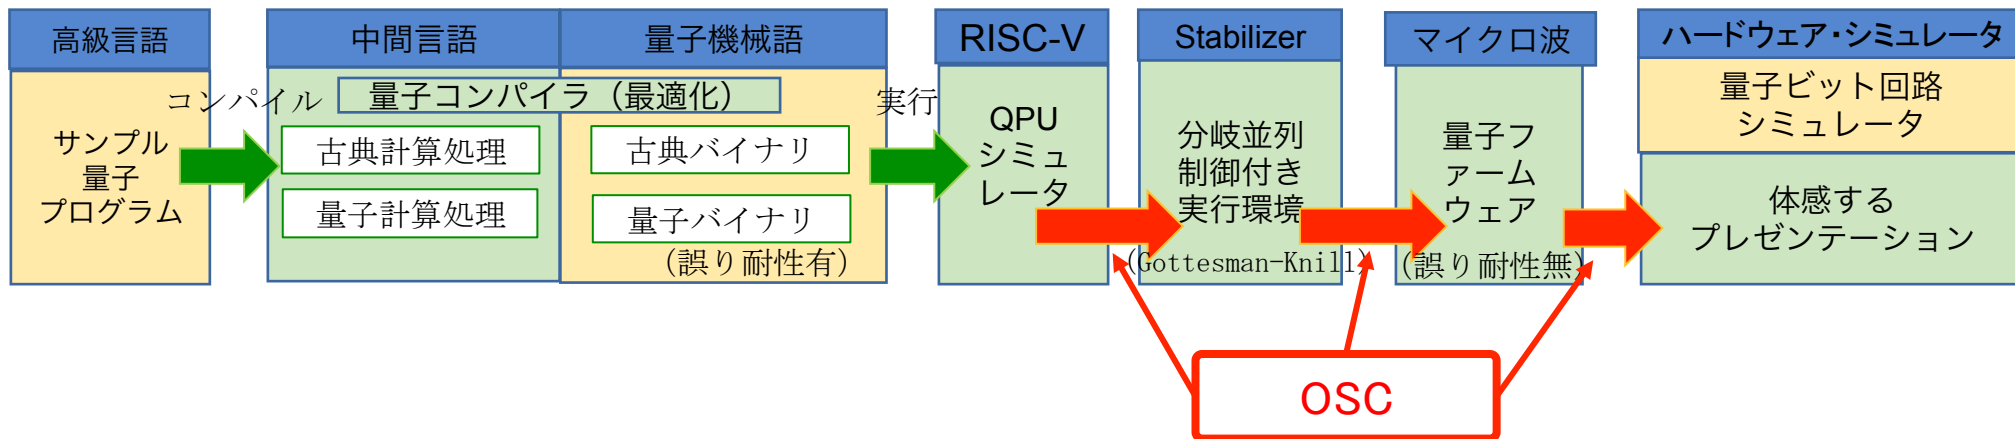 高級言語
サンプル
量子
プログラム
コンパイル
中間言語
量子機械語
量子コンパイラ（最適化）
古典計算処理
量子計算処理
古典バイナリ
量子バイナリ
（誤り耐性有）
実行
RISC-V
QPU
シミュ
レータ
Stabilizer
分岐並列
制御付き
実行環境
(Gottesman-Knill)
マイクロ波
量子フ
ァーム
ウェア
(誤り耐性無)
ハードウェア・シミュレータ
量子ビット回路
シミュレータ
体感する
プレゼンテーション
OSC